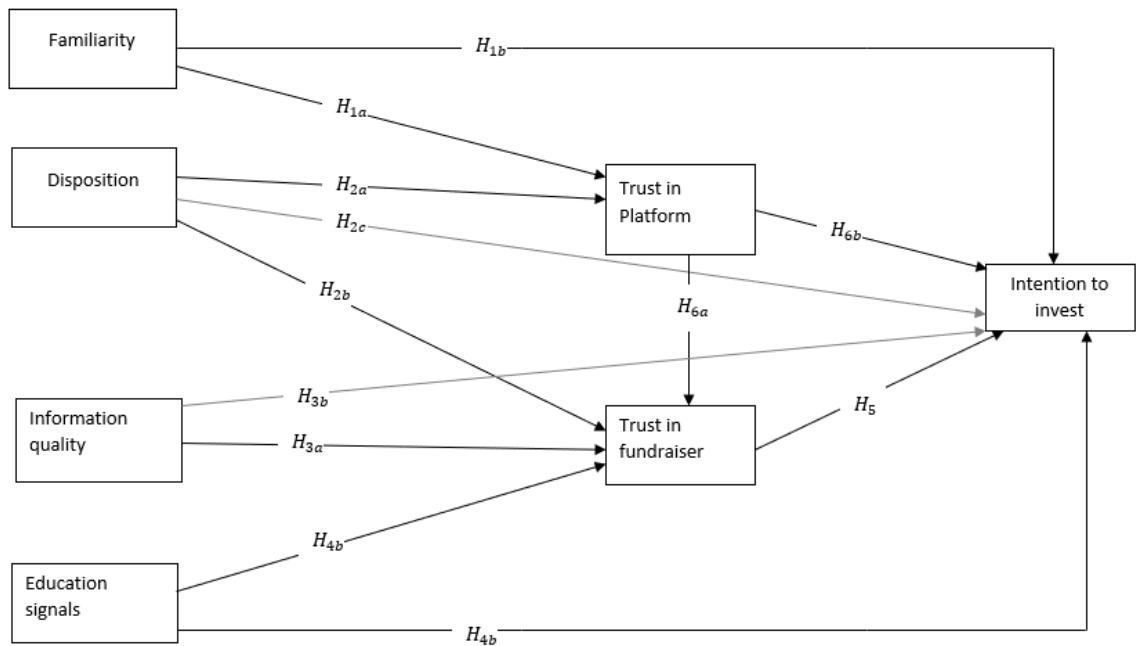 Familiarity
H1b
H1a
Disposition
H2a
Trust in
Platform
H2c
H6b
H2b
H6a
Intention to
invest
H3b
H5
Information
quality
H3a
Trust in
fundraiser
H4b
Education
signals
H4b